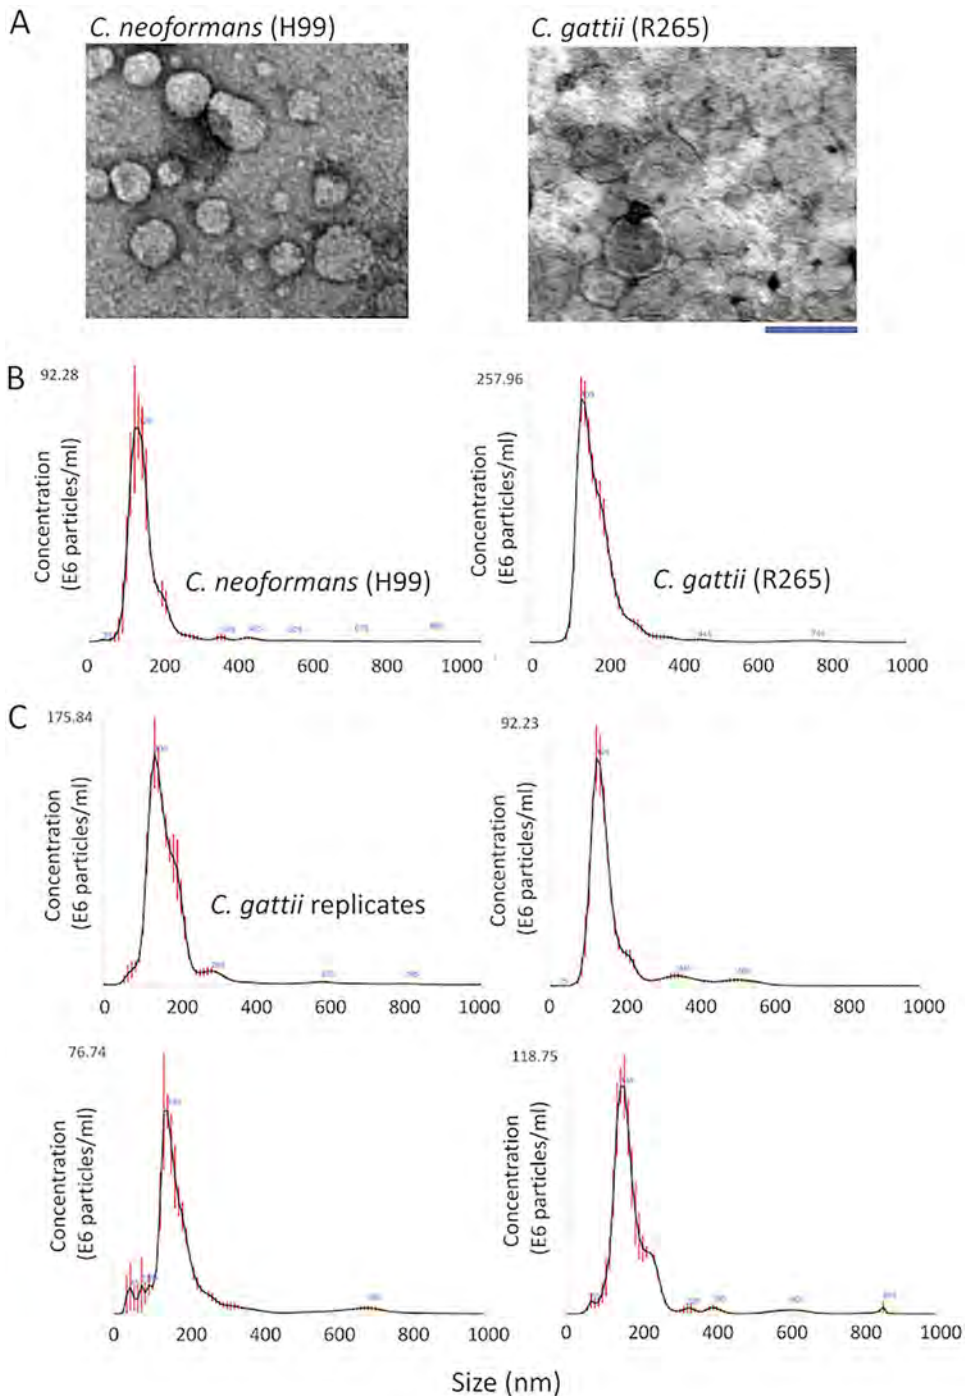 A
C. neoformans (H99)
C. gattii (R265)
B
92.28
Concentration
(E6 particles/ml)
C. neoformans (H99)
0 200 400 600 800 1000
257.96
Concentration
(E6 particles/ml)
C. gattii (R265)
0 200 400 600 800 1000
C
175.84
Concentration
(E6 particles/ml)
C. gattii replicates
0 200 400 600 800 1000
92.23
Concentration
(E6 particles/ml)
0 200 400 600 800 1000
76.74
Concentration
(E6 particles/ml)
0 200 400 600 800 1000
118.75
Concentration
(E6 particles/ml)
0 200 400 600 800 1000
Size (nm)